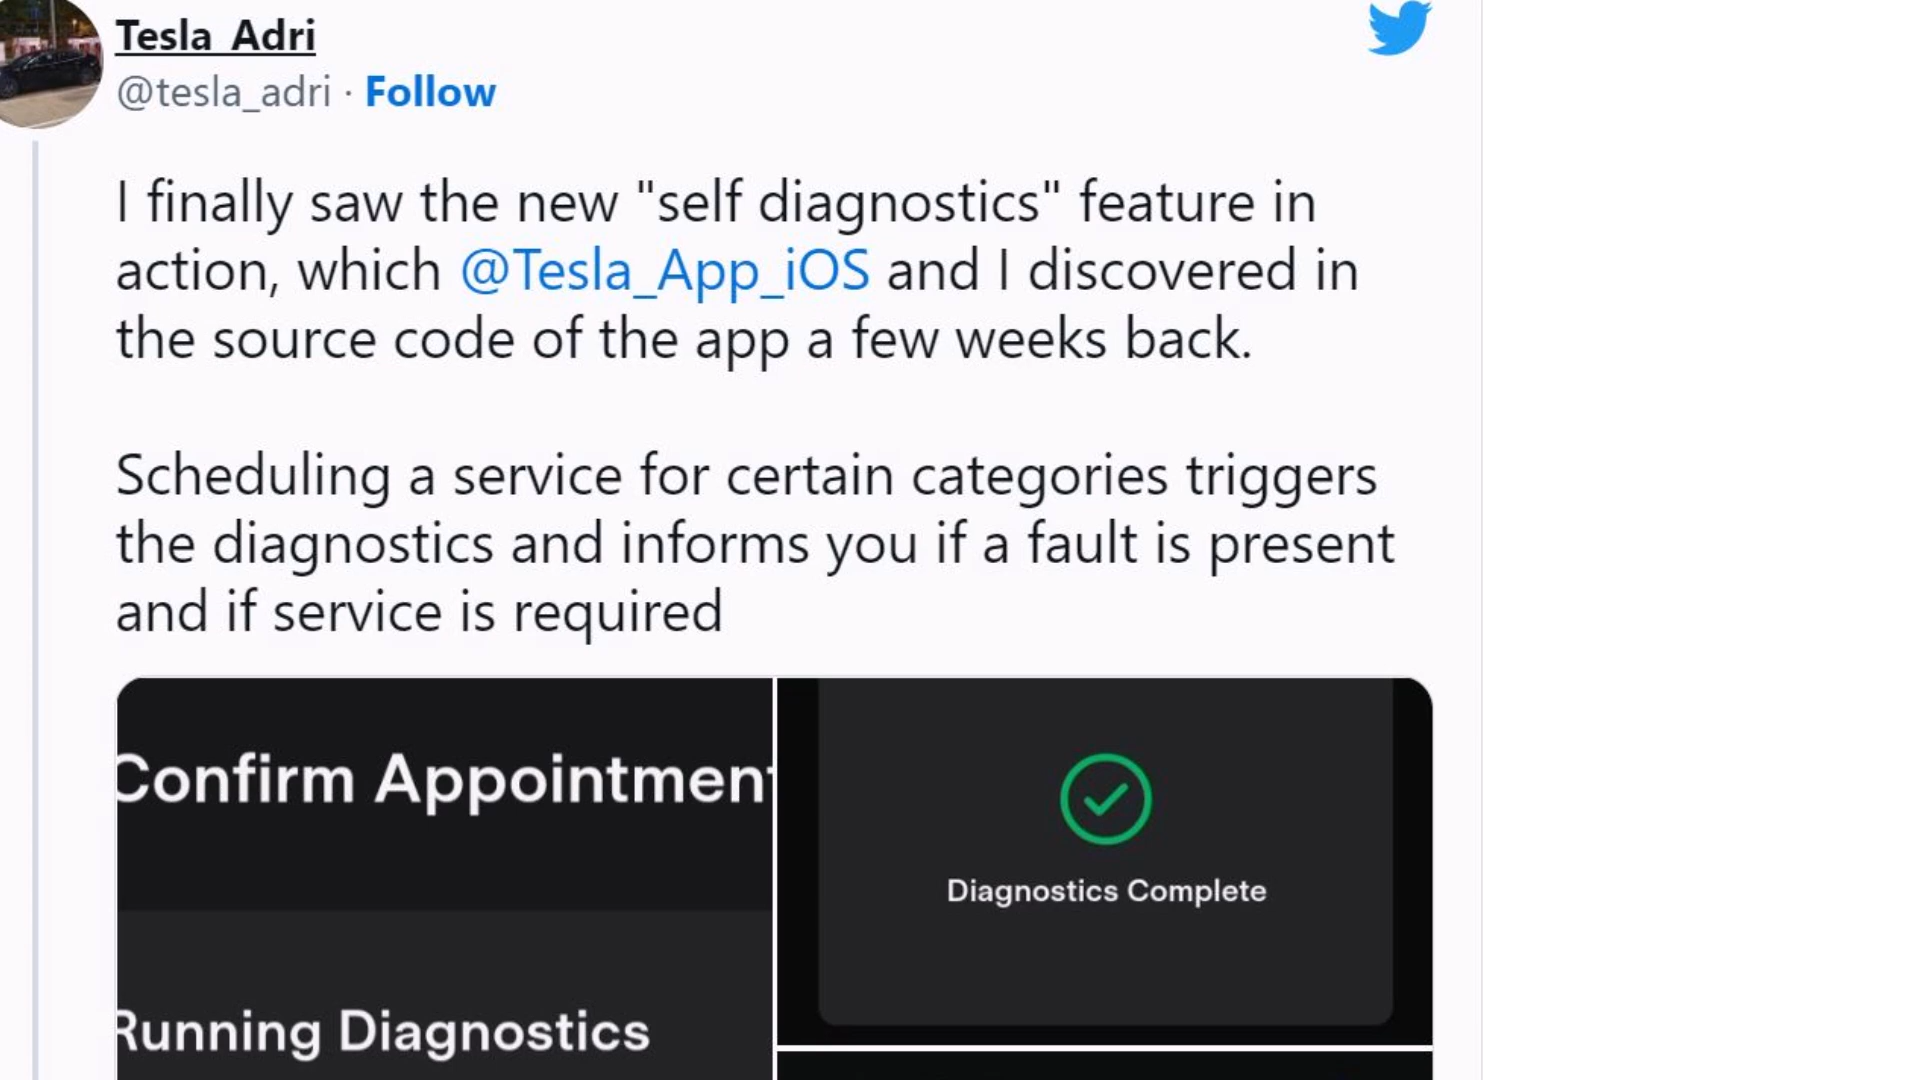 Tesla Adri
@tesla_adri · Follow
I finally saw the new "self diagnostics" feature in
action, which @Tesla_App_iOS and I discovered in
the source code of the app a few weeks back.
Scheduling a service for certain categories triggers
the diagnostics and informs you if a fault is present
and if service is required
Confirm Appointment
Running Diagnostics
Diagnostics Complete